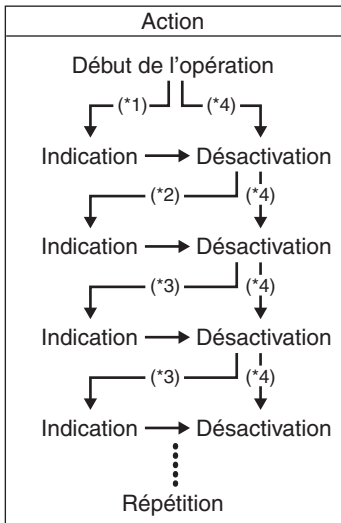 Action
Début de l'opération
(*1) (*4)
Indication Désactivation
(*2) (*4)
Indication Désactivation
(*3) (*4)
Indication Désactivation
(*3) (*4)
Indication Désactivation
Répétition